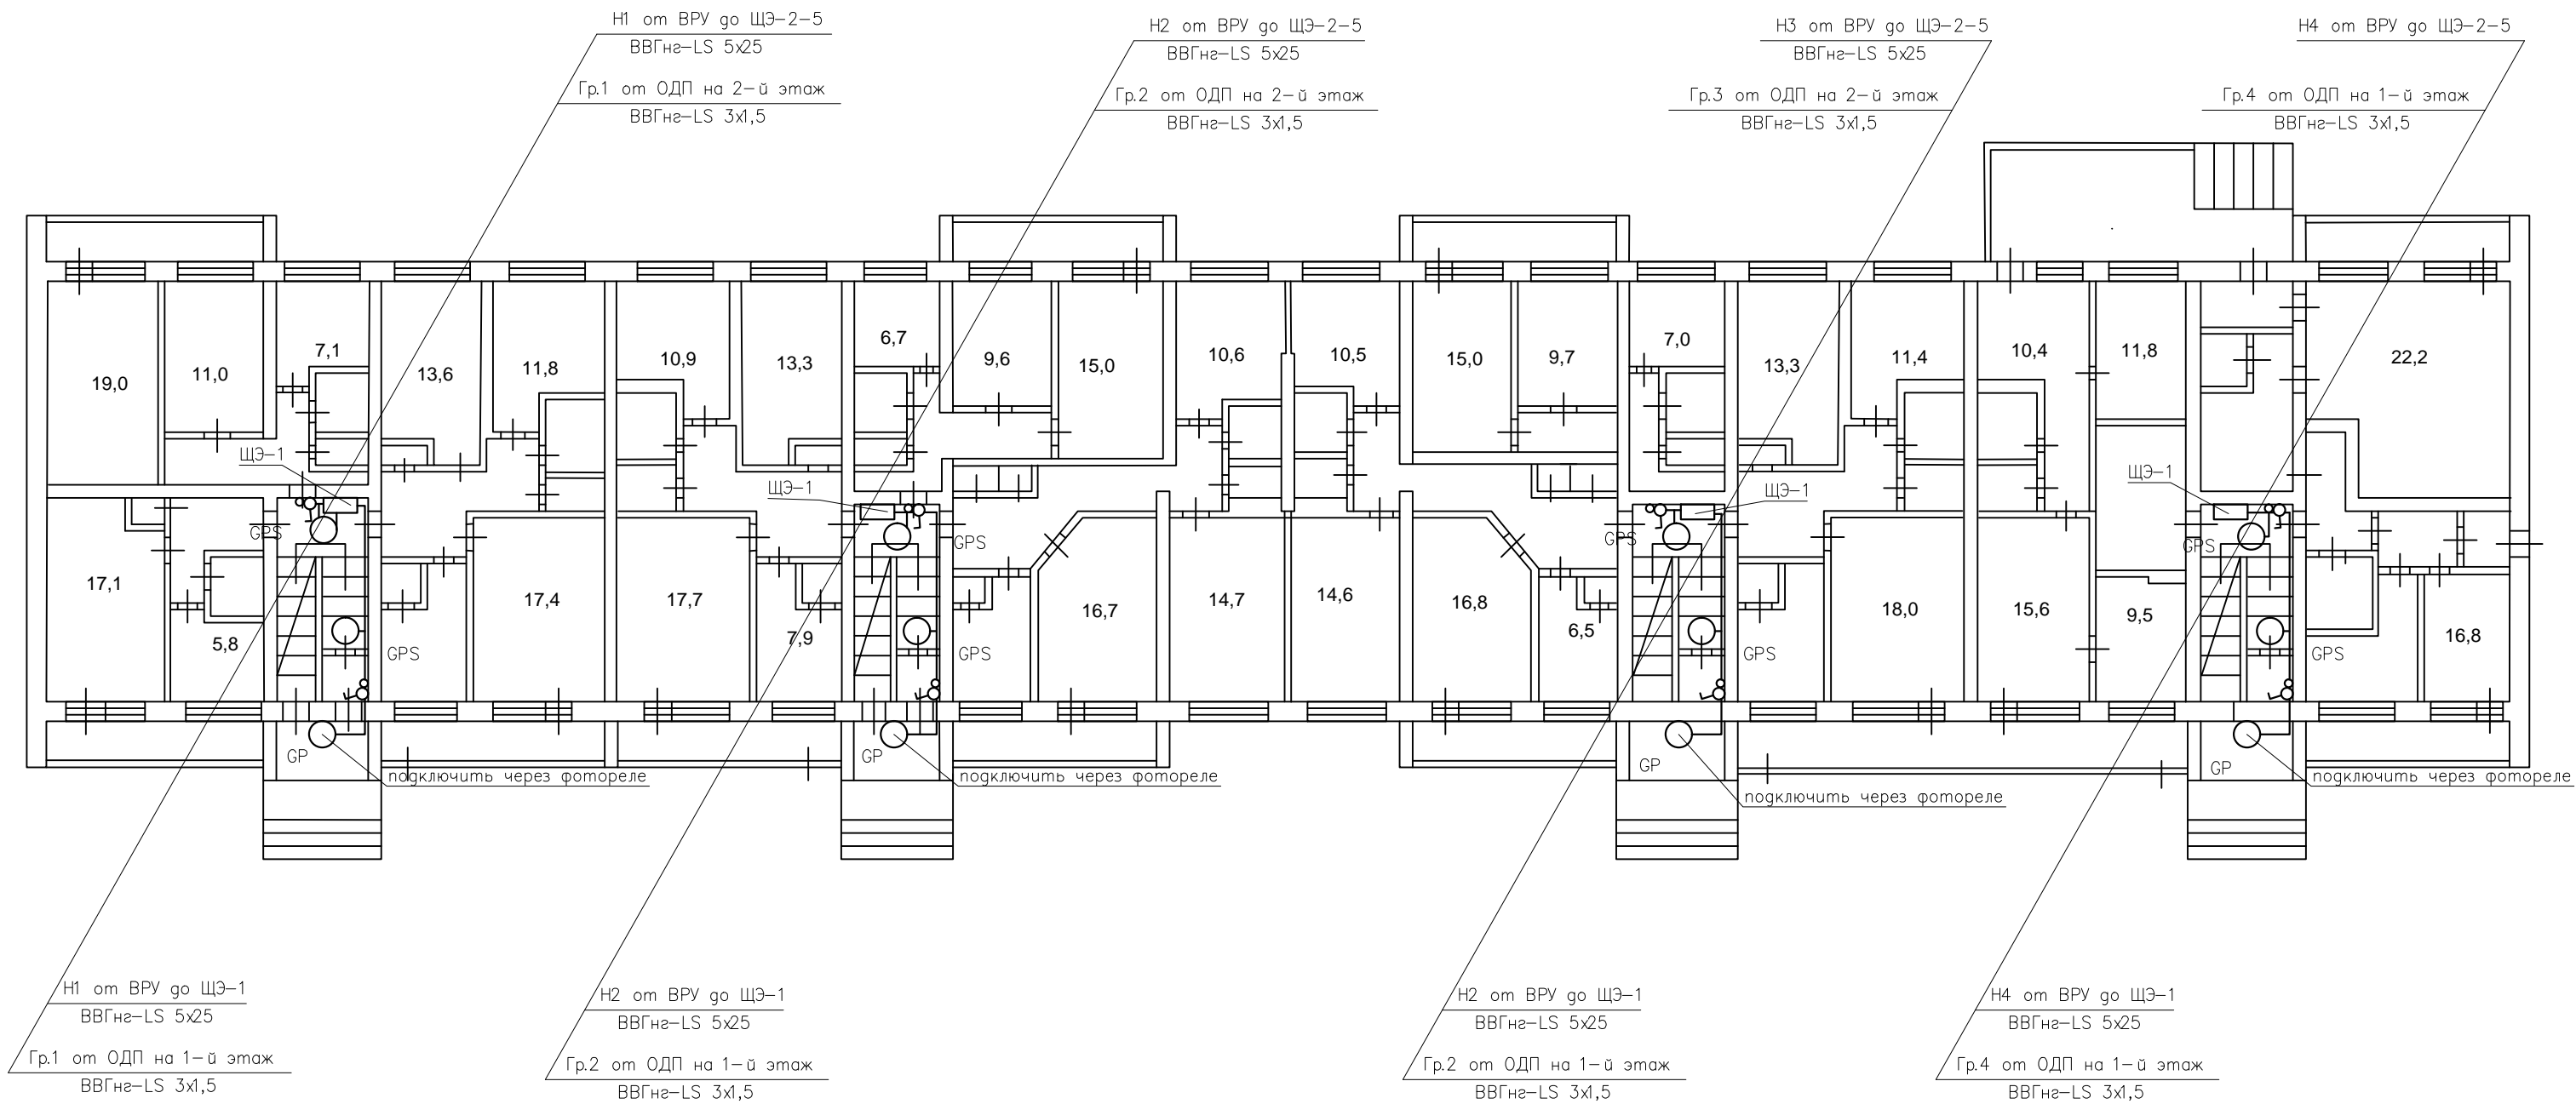 Н1 от ВРУ до ЩЭ-2-5
ВВГнг-LS 5х25
Гр.1 от ОДП на 2-й этаж
ВВГнг-LS 3х1,5
Н2 от ВРУ до ЩЭ-2-5
ВВГнг-LS 5х25
Гр.2 от ОДП на 2-й этаж
ВВГнг-LS 3х1,5
Н3 от ВРУ до ЩЭ-2-5
ВВГнг-LS 5х25
Гр.3 от ОДП на 2-й этаж
ВВГнг-LS 3х1,5
Н4 от ВРУ до ЩЭ-2-5
Гр.4 от ОДП на 1-й этаж
ВВГнг-LS 3х1,5
19,0
11,0
7,1
13,6
11,8
10,9
13,3
6,7
9,6
15,0
10,6
10,5
15,0
9,7
7,0
13,3
11,4
10,4
11,8
22,2
ЩЭ-1
ЩЭ-1
ЩЭ-1
ЩЭ-1
GPS
GPS
GPS
GPS
17,1
5,8
17,4
17,7
7,9
16,7
14,7
14,6
16,8
6,5
18,0
15,6
9,5
16,8
GPS
GPS
GPS
GPS
GP
GP
GP
GP
подключить через фотореле
подключить через фотореле
подключить через фотореле
подключить через фотореле
Н1 от ВРУ до ЩЭ-1
ВВГнг-LS 5х25
Гр.1 от ОДП на 1-й этаж
ВВГнг-LS 3х1,5
Н2 от ВРУ до ЩЭ-1
ВВГнг-LS 5х25
Гр.2 от ОДП на 1-й этаж
ВВГнг-LS 3х1,5
Н2 от ВРУ до ЩЭ-1
ВВГнг-LS 5х25
Гр.2 от ОДП на 1-й этаж
ВВГнг-LS 3х1,5
Н4 от ВРУ до ЩЭ-1
ВВГнг-LS 5х25
Гр.4 от ОДП на 1-й этаж
ВВГнг-LS 3х1,5